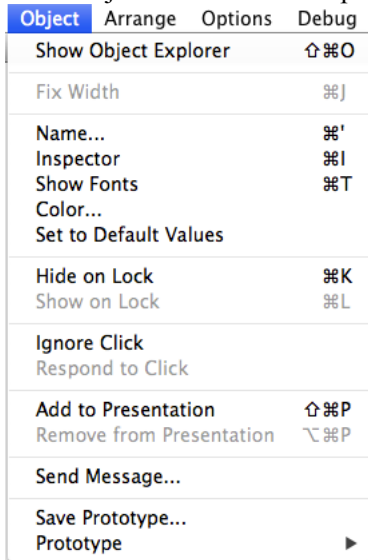 Object Arrange Options Debug
Show Object Explorer ⇧⌘O
Fix Width ⌘J
Name... ⌘'
Inspector ⌘I
Show Fonts ⌘T
Color...
Set to Default Values
Hide on Lock ⌘K
Show on Lock ⌘L
Ignore Click
Respond to Click
Add to Presentation ⇧⌘P
Remove from Presentation ⌥⌘P
Send Message...
Save Prototype...
Prototype ▶